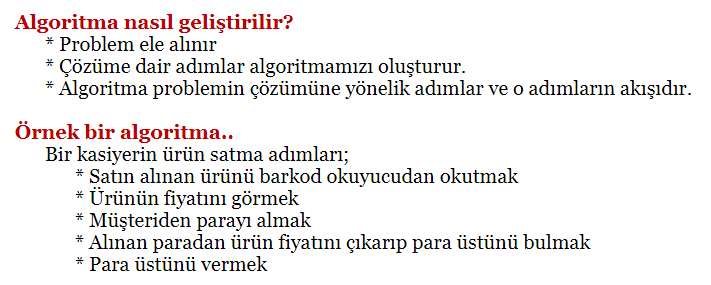 Algoritma nasıl geliştirilir?
* Problem ele alınır
* Çözüme dair adımlar algoritmamızı oluşturur.
* Algoritma problemin çözümüne yönelik adımlar ve o adımların akışıdır.
Örnek bir algoritma..
Bir kasiyerin ürün satma adımları;
* Satın alınan ürünü barkod okuyucudan okutmak
* Ürünün fiyatını görmek
* Müşteriden parayı almak
* Alınan paradan ürün fiyatını çıkarıp para üstünü bulmak
* Para üstünü vermek